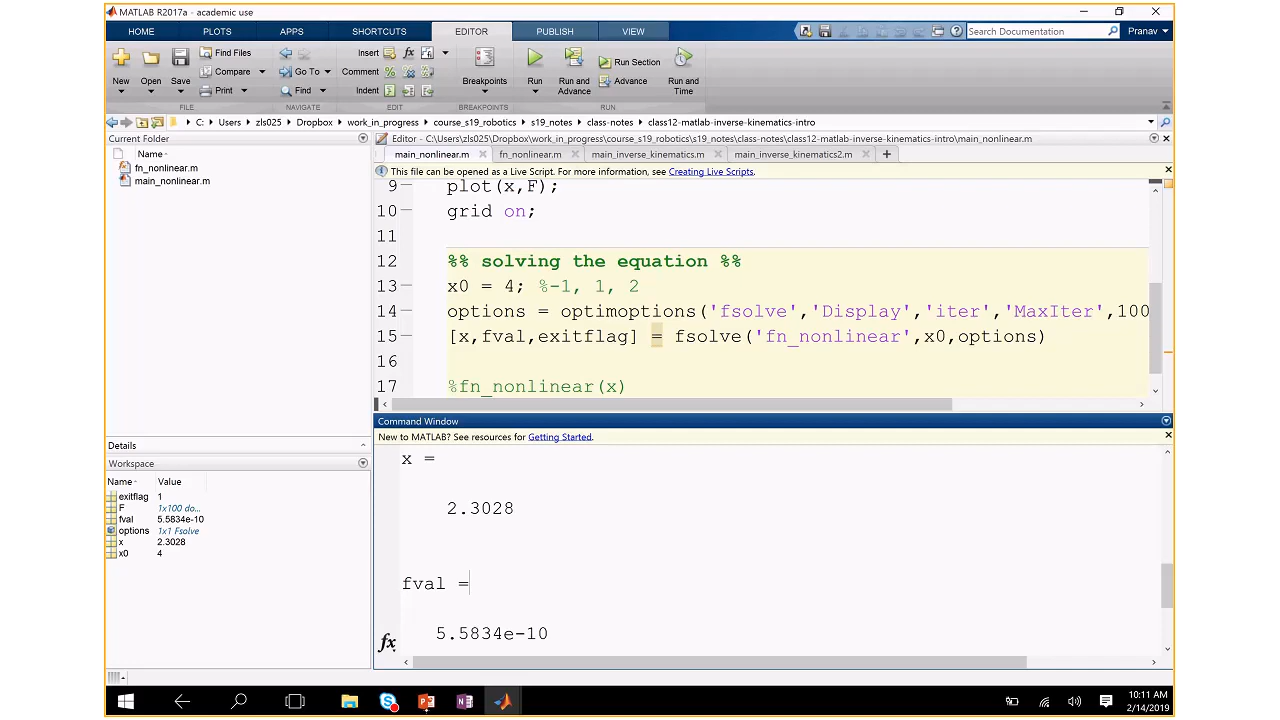 MATLAB R2017a - academic use
HOME PLOTS APPS SHORTCUTS EDITOR PUBLISH VIEW Search Documentation Pranav
New Open Save Find Files Compare Print
Go To Find
Insert fx Comment % Indent
Breakpoints
Run Run and Advance Run Section Advance Run and Time
FILE NAVIGATE EDIT BREAKPOINTS RUN
C: Users zls025 Dropbox work_in_progress course_s19_robotics s19_notes class-notes class12-matlab-inverse-kinematics-intro
Current Folder
Name
fn_nonlinear.m
main_nonlinear.m
Details
Workspace
Name Value
exitflag 1
F 1x100 do...
fval 5.5834e-10
options 1x1 Fsolve
x 2.3028
x0 4
Editor - C:\Users\zls025\Dropbox\work_in_progress\course_s19_robotics\s19_notes\class-notes\class12-matlab-inverse-kinematics-intro\main_nonlinear.m
main_nonlinear.m fn_nonlinear.m main_inverse_kinematics.m main_inverse_kinematics2.m
This file can be opened as a Live Script. For more information, see Creating Live Scripts.
9 plot(x,F);
10 grid on;
11
12 %% solving the equation %%
13 x0 = 4; %-1, 1, 2
14 options = optimoptions('fsolve','Display','iter','MaxIter',100
15 [x,fval,exitflag] = fsolve('fn_nonlinear',x0,options)
16
17 %fn_nonlinear(x)
Command Window
New to MATLAB? See resources for Getting Started.
x =
2.3028
fval =
5.5834e-10
fx
10:11 AM
2/14/2019